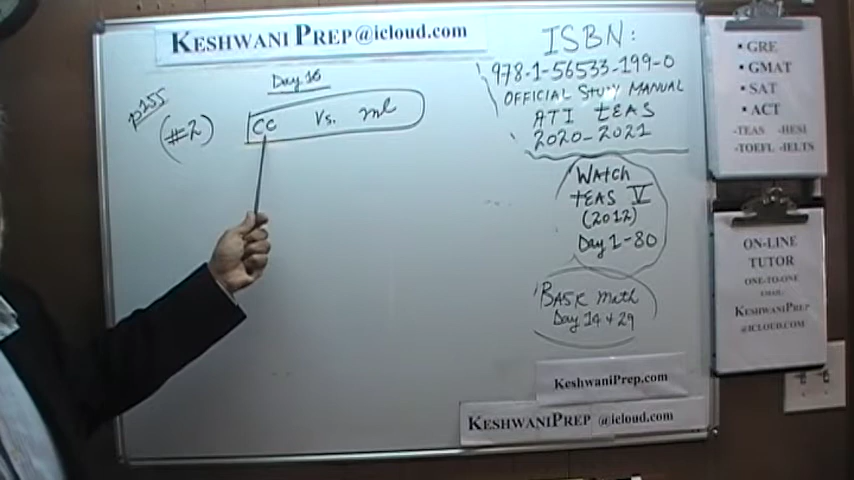 KESHWANIPREP@icloud.com
Day 16
p255
(#2)
cc Vs. ml
ISBN:
978-1-56533-199-0
OFFICIAL STUDY MANUAL
ATI TEAS
2020-2021
WATCH
TEAS V
(2012)
Day 1-80
BASIC Math
Day 14 + 29
KESHWANIPREP.COM
KESHWANIPREP @icloud.com
• GRE
• GMAT
• SAT
• ACT
-TEAS -HESI
-TOEFL -IELTS
ON-LINE
TUTOR
ONE-TO-ONE
EMAIL:
KESHWANIPREP
@ICLOUD.COM